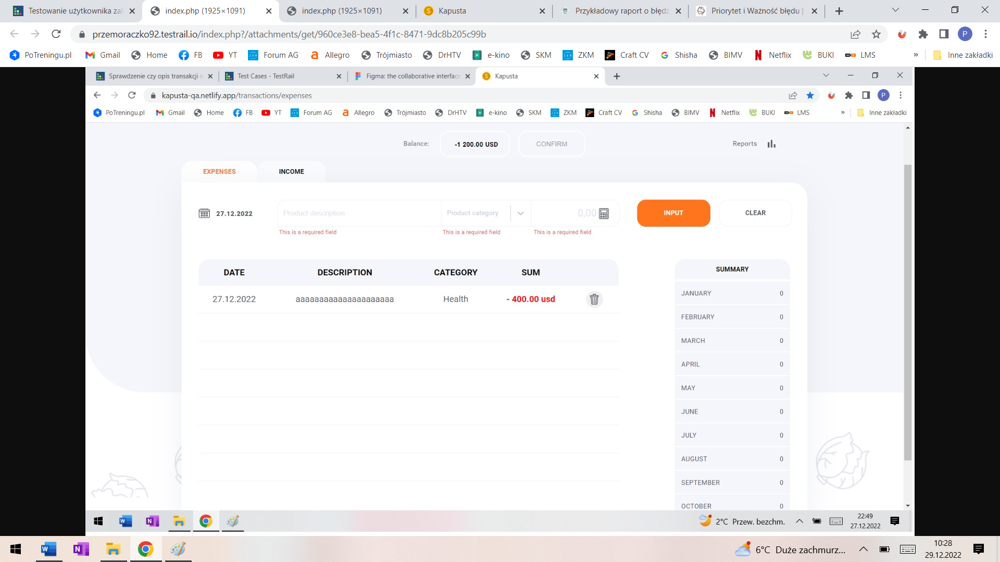 Testowanie użytkownika zal
index.php (1925×1091)
index.php (1925×1091)
Kapusta
Przykładowy raport o błędz
Priorytet i Ważność błędu |
przemoraczko92.testrail.io/index.php?/attachments/get/960ce3e8-bea5-4f1c-8471-9dc8b205c99b
P
PoTreningu.pl Gmail Home FB YT Forum AG Allegro Trójmiasto DrHTV e-kino SKM ZKM Craft CV Shisha BIMV Netflix BUKI LMS » Inne zakładki
Sprawdzenie czy opis transakcji n
Test Cases - TestRail
Figma: the collaborative interface
Kapusta
kapusta-qa.netlify.app/transactions/expenses
P
PoTreningu.pl Gmail Home FB YT Forum AG Allegro Trójmiasto DrHTV e-kino SKM ZKM Craft CV Shisha BIMV Netflix BUKI LMS » Inne zakładki
Balance: -1 200.00 USD CONFIRM Reports
EXPENSES INCOME
27.12.2022 Product description Product category 0,00 INPUT CLEAR
This is a required field This is a required field This is a required field
DATE DESCRIPTION CATEGORY SUM
27.12.2022 aaaaaaaaaaaaaaaaaaaaa Health - 400.00 usd
SUMMARY
JANUARY 0
FEBRUARY 0
MARCH 0
APRIL 0
MAY 0
JUNE 0
JULY 0
AUGUST 0
SEPTEMBER 0
OCTOBER 0
2°C Przew. bezchm.
22:49
27.12.2022
6°C Duże zachmurz...
10:28
29.12.2022